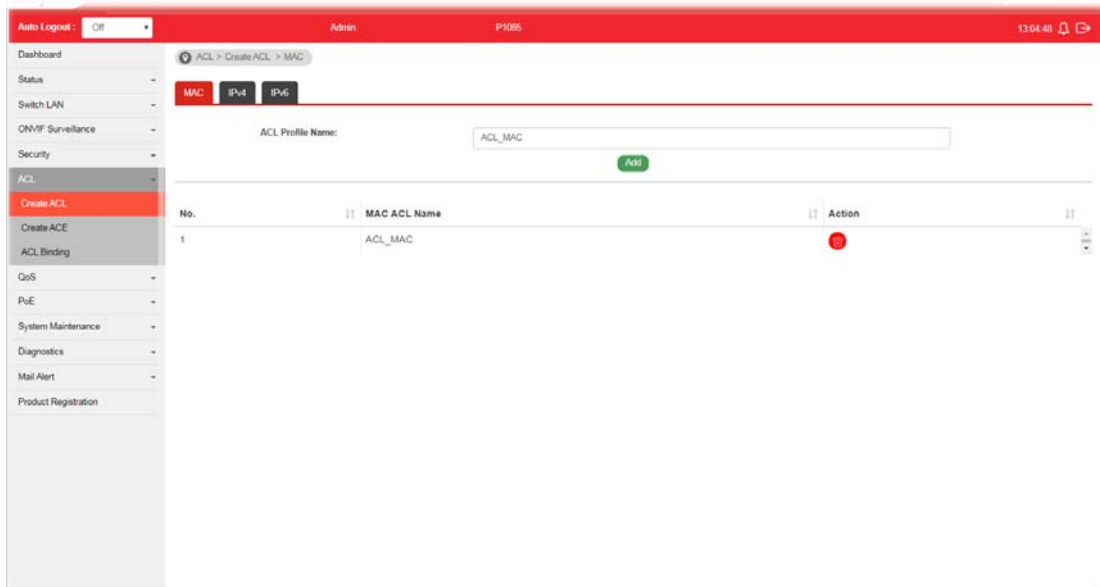 Auto Logout : Off Admin P1085 13:04:48
Dashboard
Status
Switch LAN
ONVIF Surveillance
Security
ACL
Create ACL
Create ACE
ACL Binding
QoS
PoE
System Maintenance
Diagnostics
Mail Alert
Product Registration
ACL > Create ACL > MAC
MAC IPv4 IPv6
ACL Profile Name: ACL_MAC
Add
No. MAC ACL Name Action
1 ACL_MAC